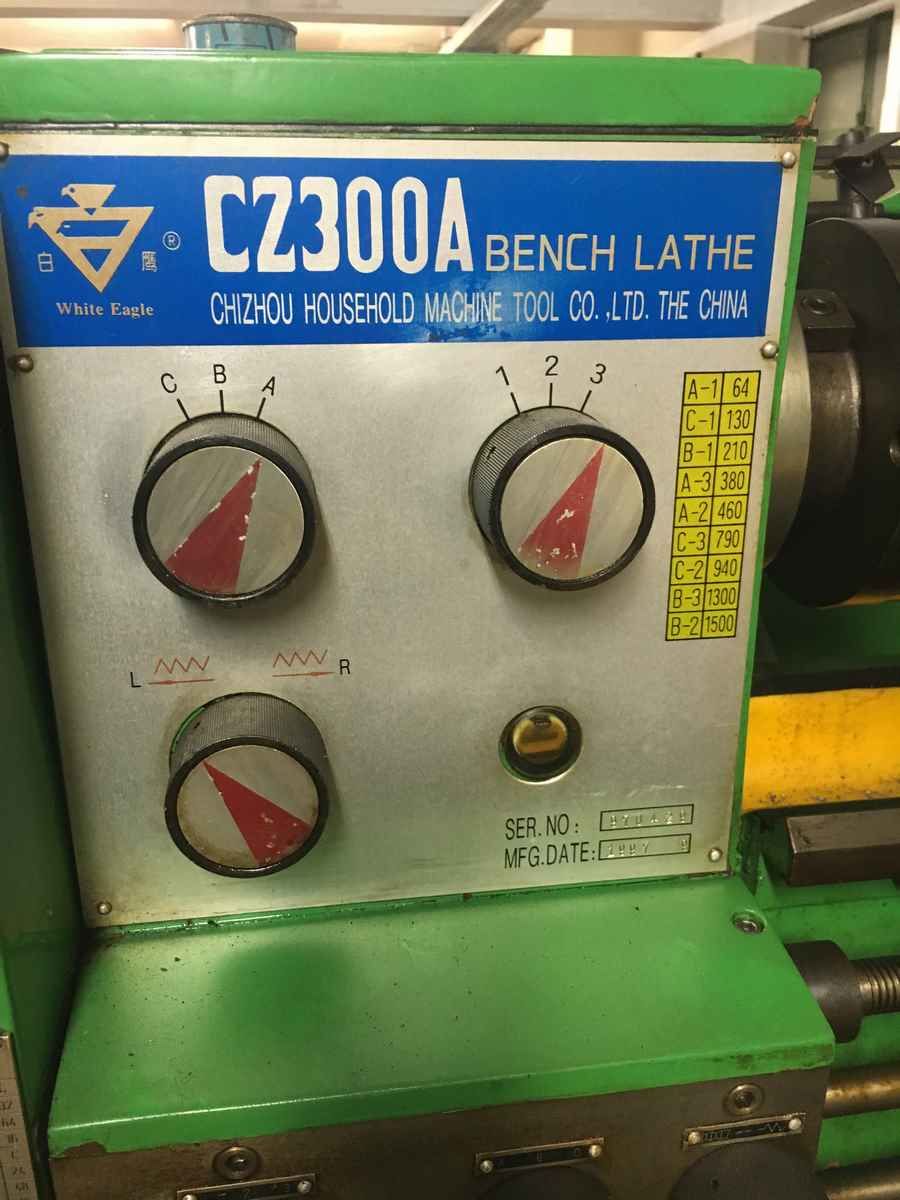 CZ300A BENCH LATHE
®
白 鹰
White Eagle
CHIZHOU HOUSEHOLD MACHINE TOOL CO.,LTD. THE CHINA
C B A
1 2 3
A-1 64
C-1 130
B-1 210
A-3 380
A-2 460
C-3 790
C-2 940
B-3 1300
B-2 1500
L R
SER.NO:
MFG.DATE: